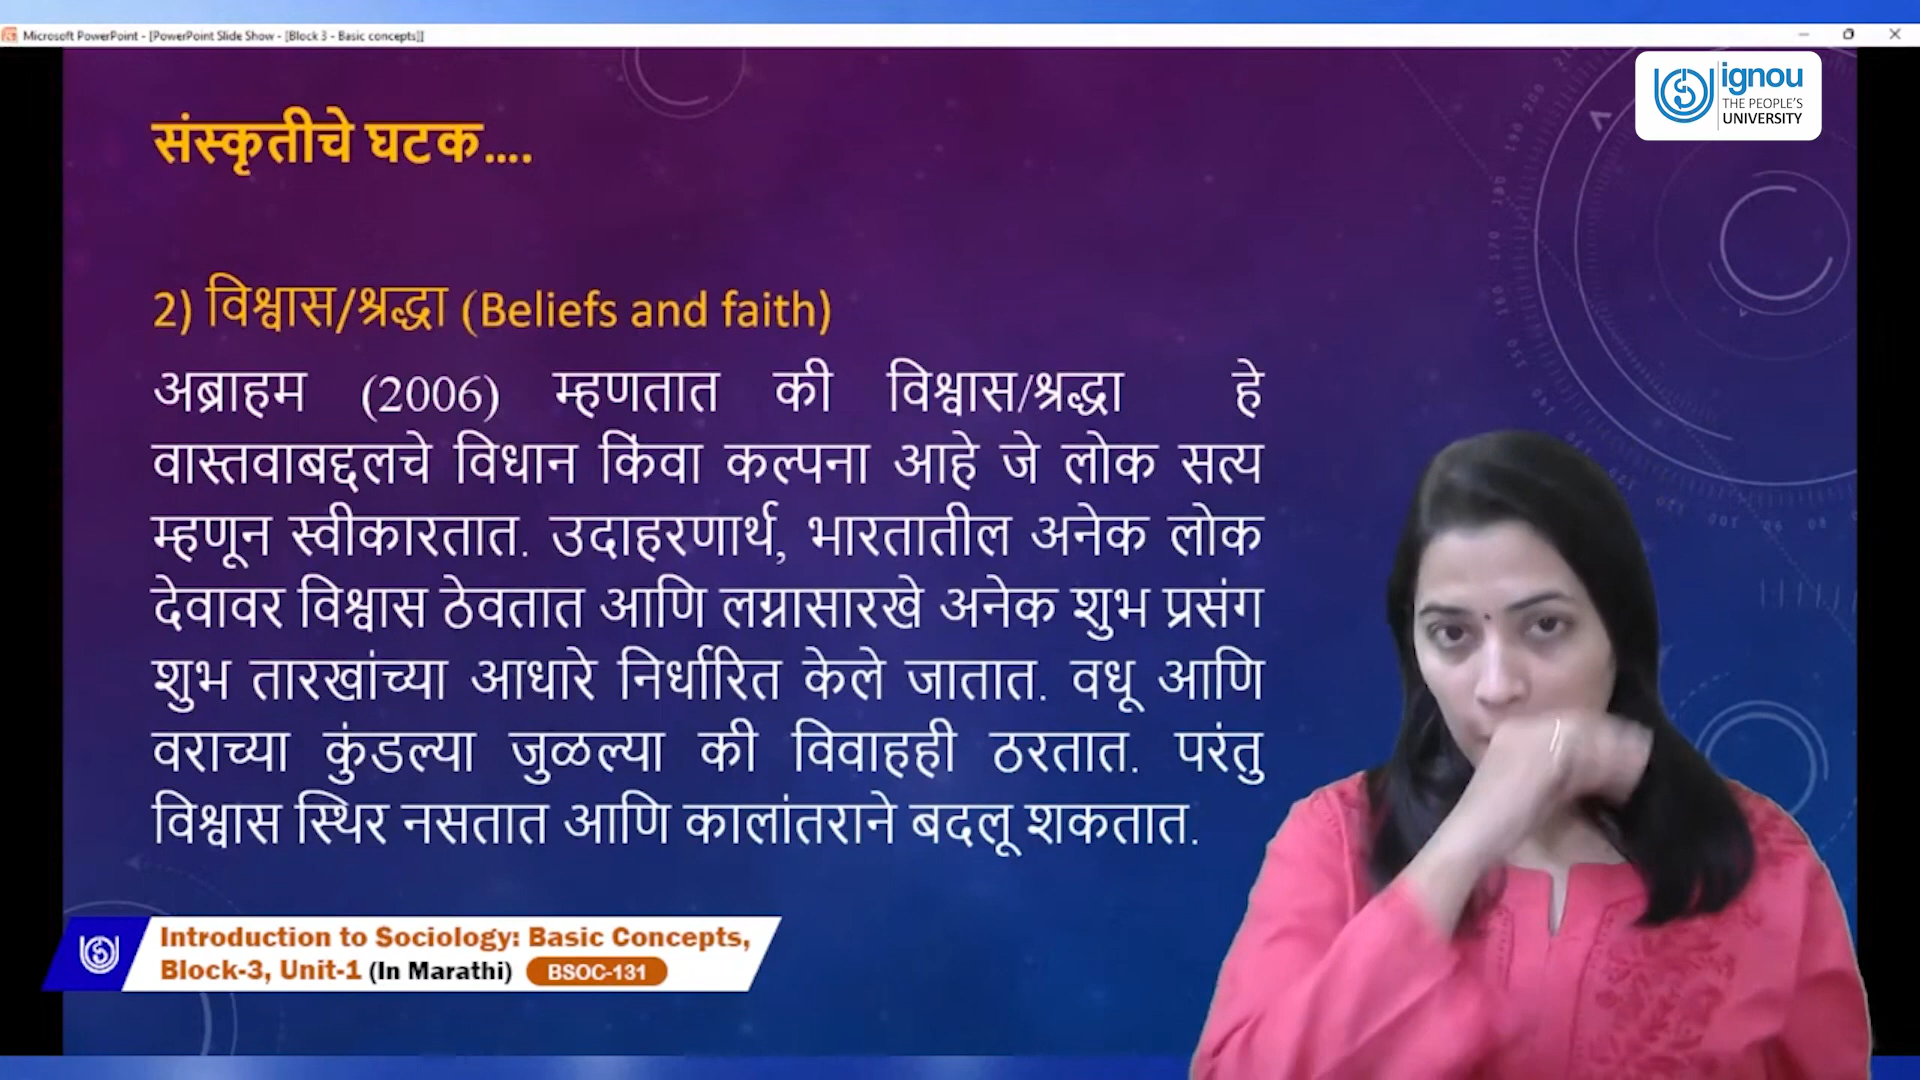 Microsoft PowerPoint - [PowerPoint Slide Show - [Block 3 - Basic concepts]]
ignou
THE PEOPLE'S
UNIVERSITY
संस्कृतीचे घटक....
2) विश्वास/श्रद्धा (Beliefs and faith)
अब्राहम (2006) म्हणतात की विश्वास/श्रद्धा हे
वास्तवाबद्दलचे विधान किंवा कल्पना आहे जे लोक सत्य
म्हणून स्वीकारतात. उदाहरणार्थ, भारतातील अनेक लोक
देवावर विश्वास ठेवतात आणि लग्नासारखे अनेक शुभ प्रसंग
शुभ तारखांच्या आधारे निर्धारित केले जातात. वधू आणि
वराच्या कुंडल्या जुळल्या की विवाहही ठरतात. परंतु
विश्वास स्थिर नसतात आणि कालांतराने बदलू शकतात.
Introduction to Sociology: Basic Concepts,
Block-3, Unit-1 (In Marathi) BSOC-131